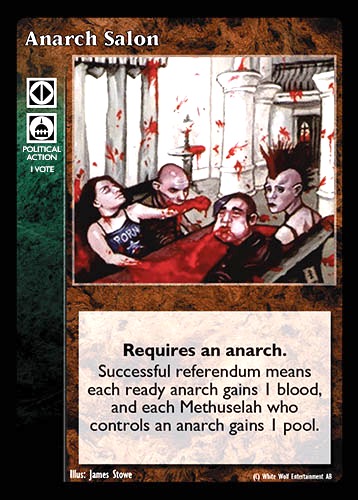 Anarch Salon
POLITICAL
ACTION
1 VOTE
PORN
Requires an anarch.
Successful referendum means
each ready anarch gains 1 blood,
and each Methuselah who
controls an anarch gains 1 pool.
Illus: James Stowe
(C) White Wolf Entertainment AB